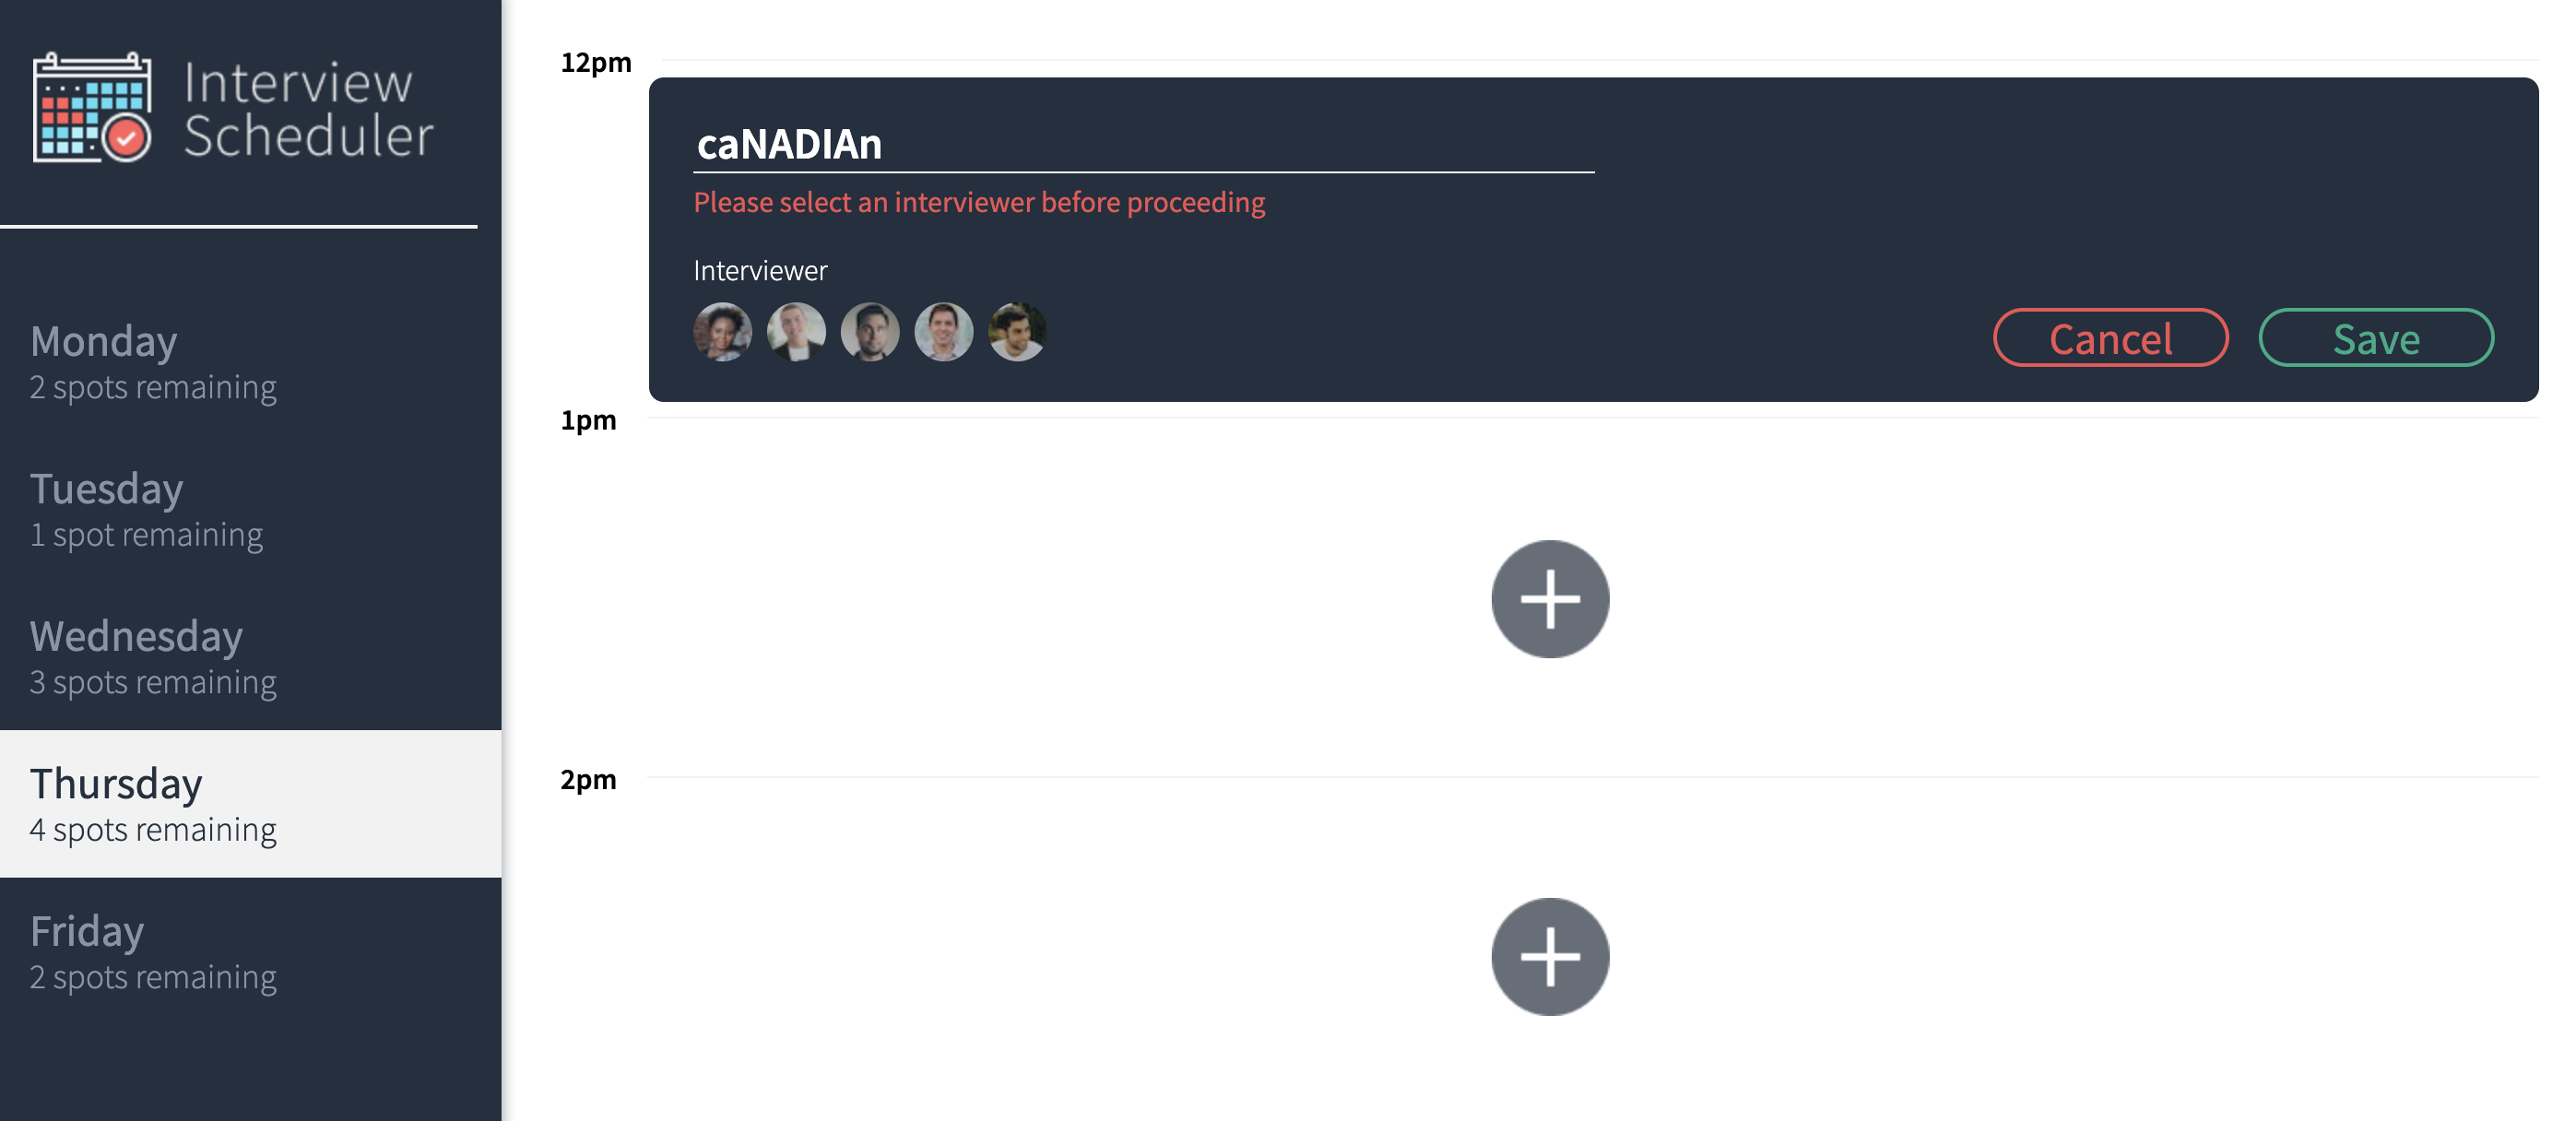 Interview
Scheduler
Monday
2 spots remaining
Tuesday
1 spot remaining
Wednesday
3 spots remaining
Thursday
4 spots remaining
Friday
2 spots remaining
12pm
caNADIAn
Please select an interviewer before proceeding
Interviewer
Cancel
Save
1pm
2pm